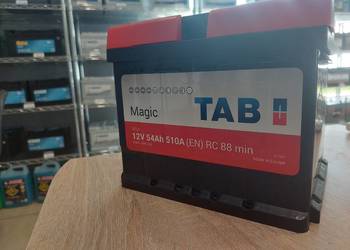 Magic
TAB
12V 54Ah 510A (EN) RC 88 min